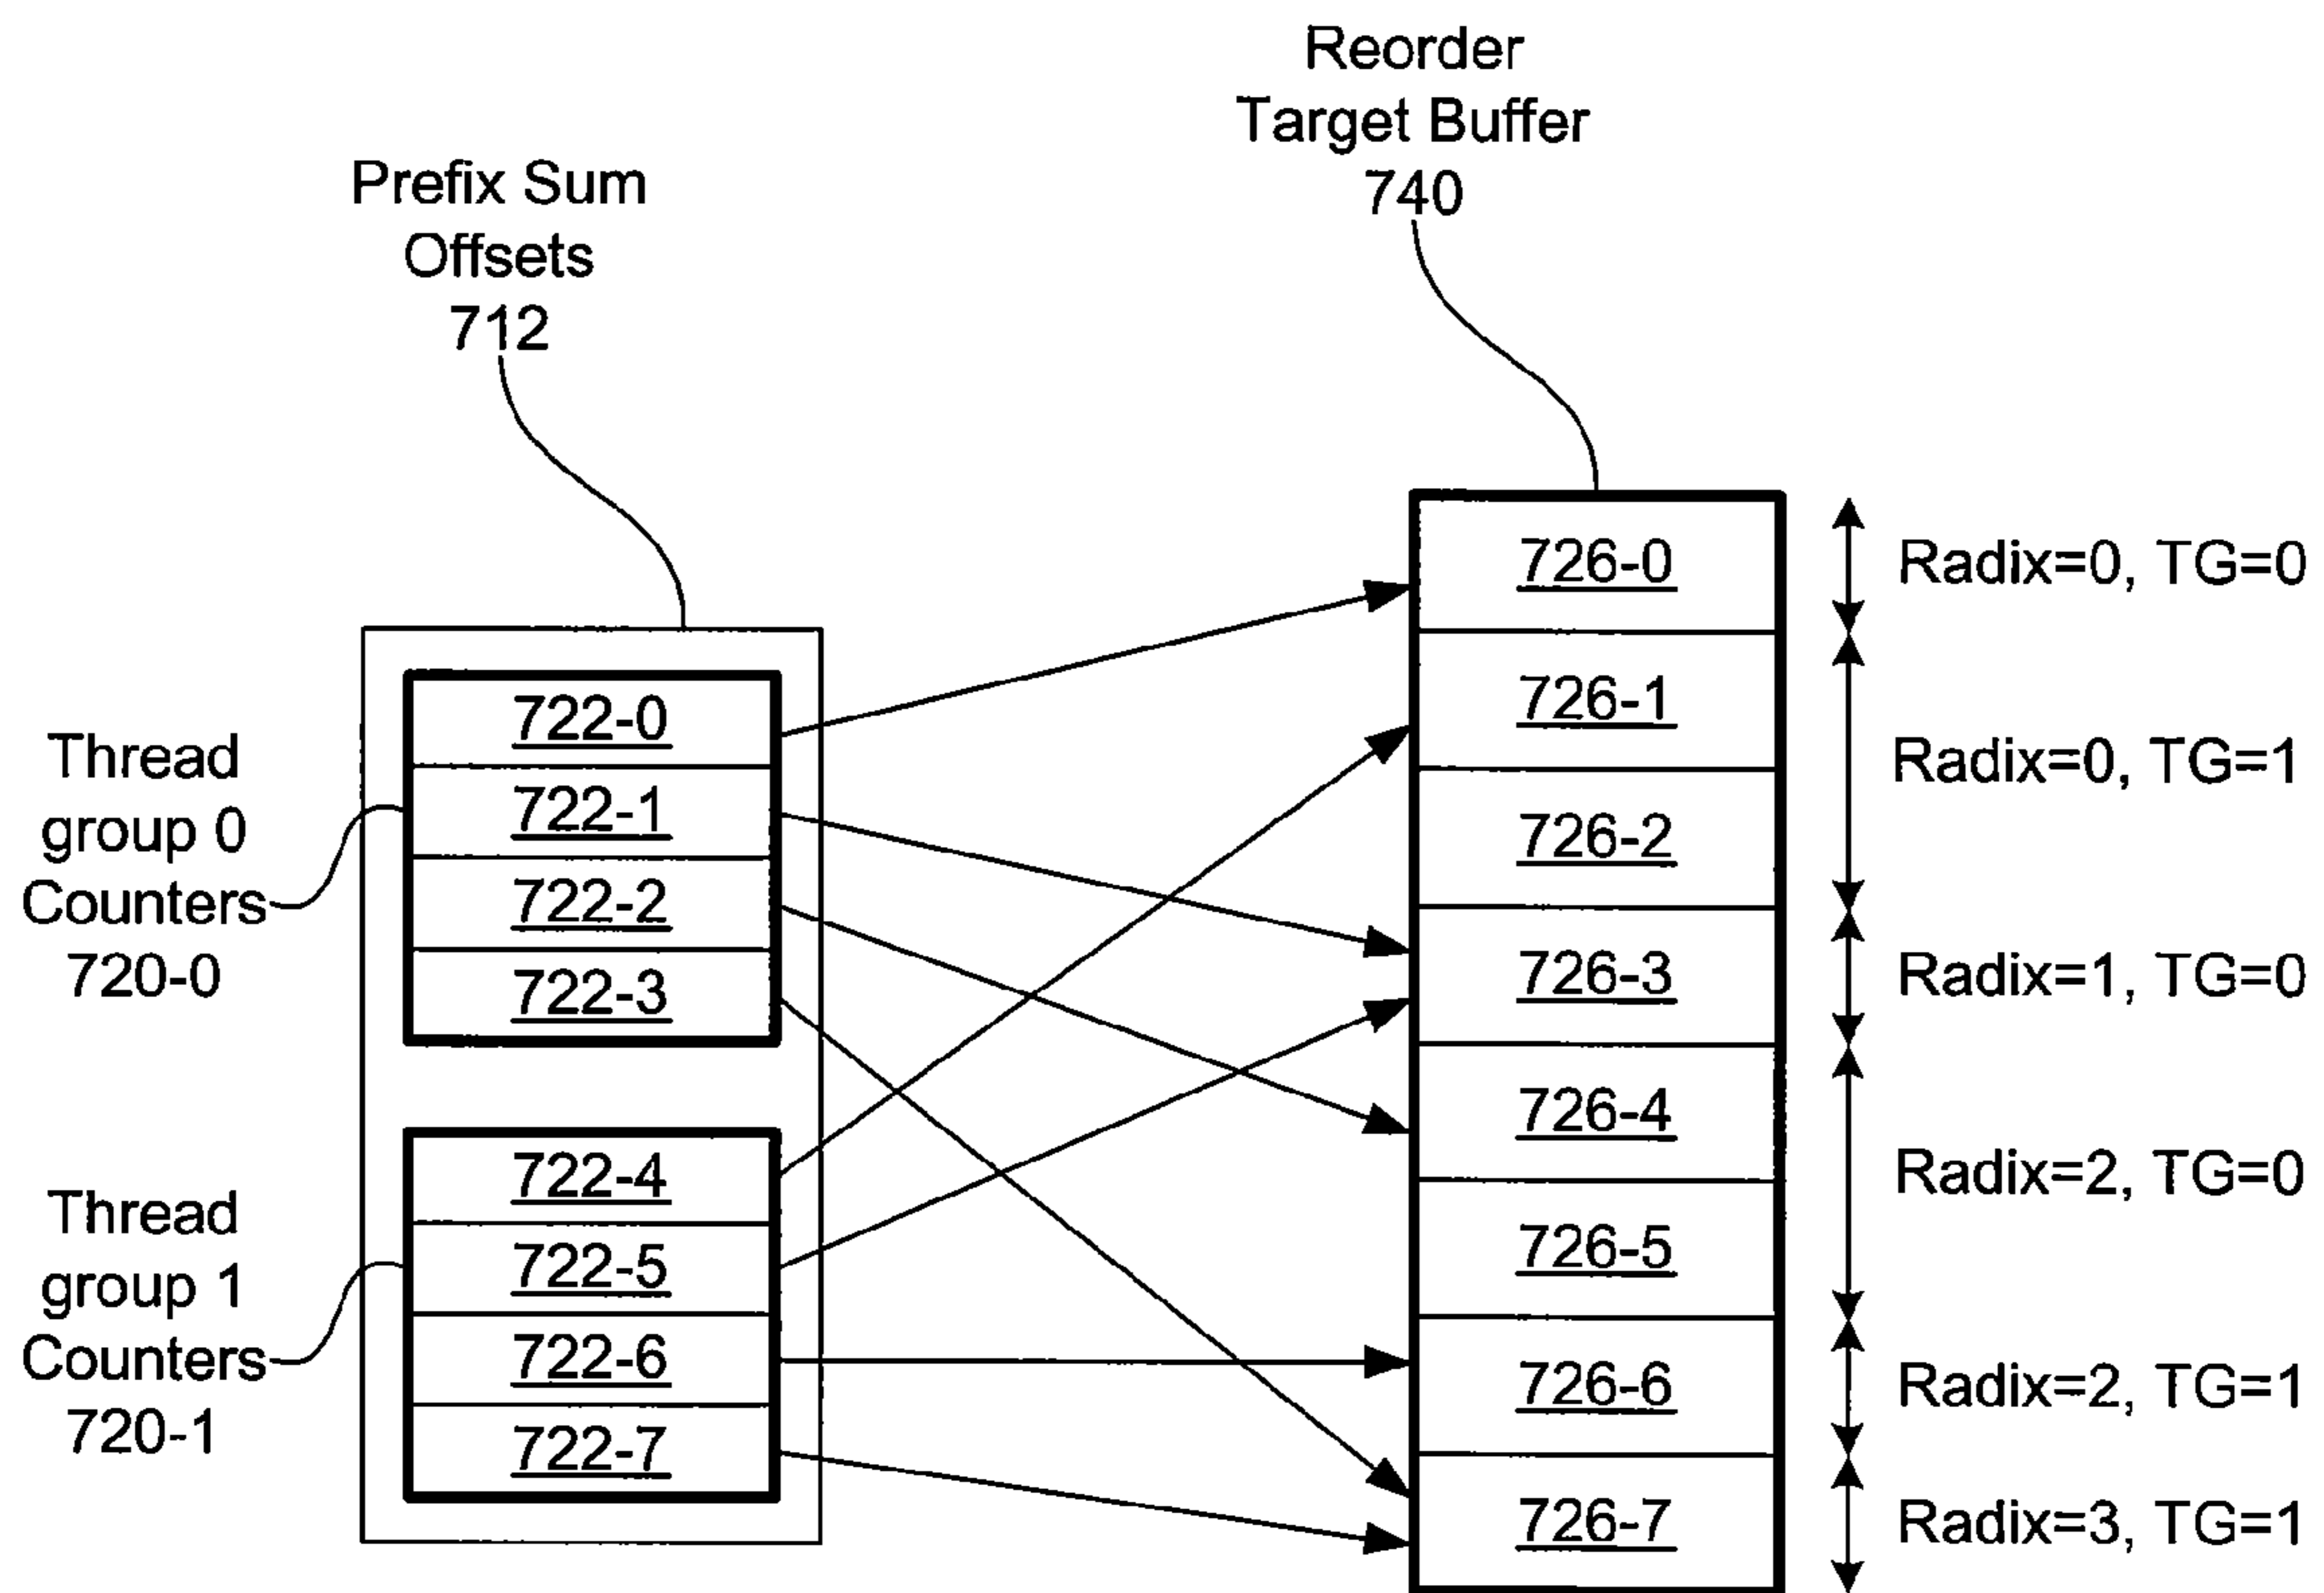 Reorder
Target Buffer
740
Prefix Sum
Offsets
712
Thread
group 0
Counters
720-0
722-0
722-1
722-2
722-3
Thread
group 1
Counters
720-1
722-4
722-5
722-6
722-7
726-0
726-1
726-2
726-3
726-4
726-5
726-6
726-7
Radix=0, TG=0
Radix=0, TG=1
Radix=1, TG=0
Radix=2, TG=0
Radix=2, TG=1
Radix=3, TG=1